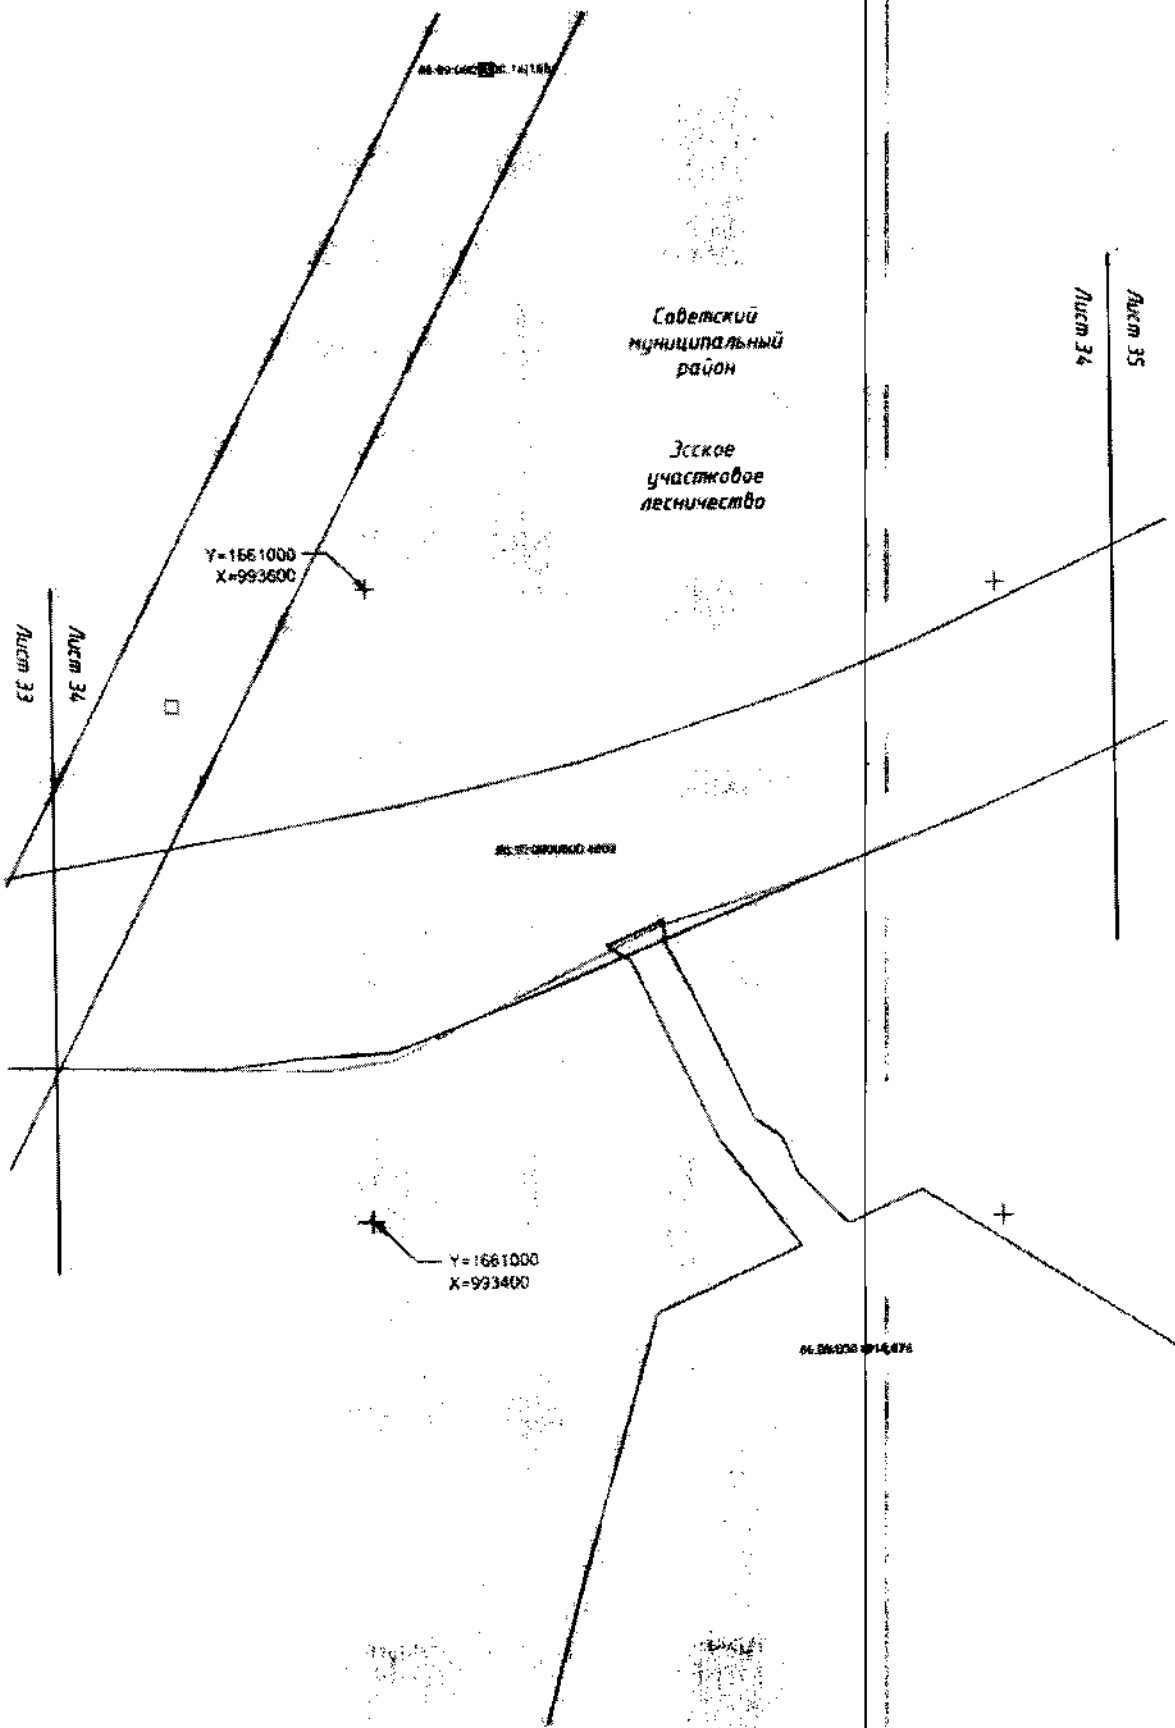 Советский
муниципальный
район
Эсское
участковое
лесничество
Лист 35
Лист 34
Y=1661000
X=993600
Лист 34
Лист 33
Y=1661000
X=993400